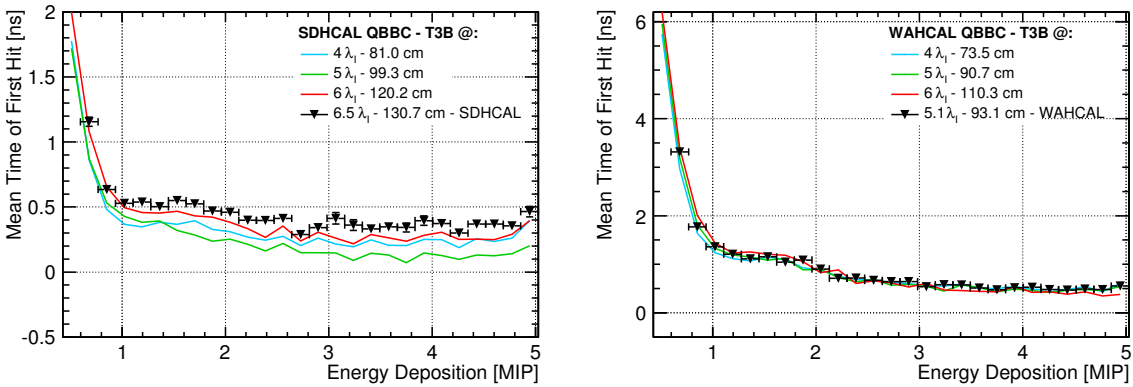 Mean Time of First Hit [ns]
2
1.5
1
0.5
0
-0.5
SDHCAL QBBC - T3B @:
4 λI - 81.0 cm
5 λI - 99.3 cm
6 λI - 120.2 cm
6.5 λI - 130.7 cm - SDHCAL
1 2 3 4 5
Energy Deposition [MIP]
Mean Time of First Hit [ns]
6
4
2
0
WAHCAL QBBC - T3B @:
4 λI - 73.5 cm
5 λI - 90.7 cm
6 λI - 110.3 cm
5.1 λI - 93.1 cm - WAHCAL
1 2 3 4 5
Energy Deposition [MIP]